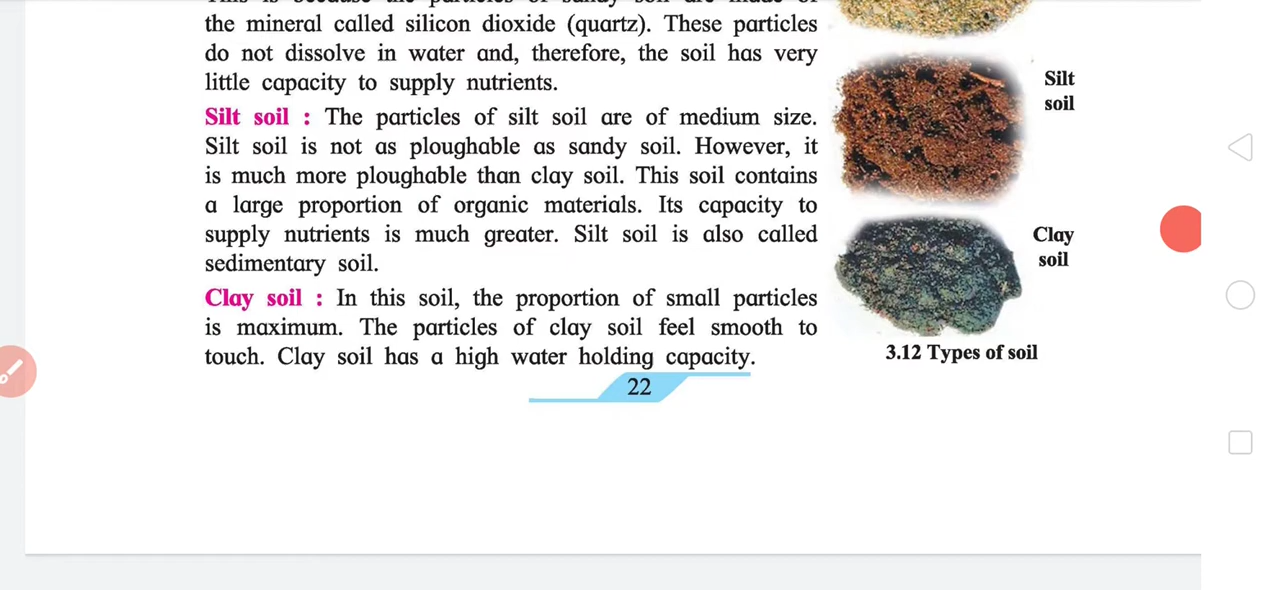 the mineral called silicon dioxide (quartz). These particles
do not dissolve in water and, therefore, the soil has very
little capacity to supply nutrients.
Silt soil : The particles of silt soil are of medium size.
Silt soil is not as ploughable as sandy soil. However, it
is much more ploughable than clay soil. This soil contains
a large proportion of organic materials. Its capacity to
supply nutrients is much greater. Silt soil is also called
sedimentary soil.
Clay soil : In this soil, the proportion of small particles
is maximum. The particles of clay soil feel smooth to
touch. Clay soil has a high water holding capacity.
22
Silt
soil
Clay
soil
3.12 Types of soil